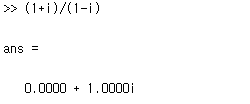 >> (1+i)/(1-i)
ans =
0.0000 + 1.0000i